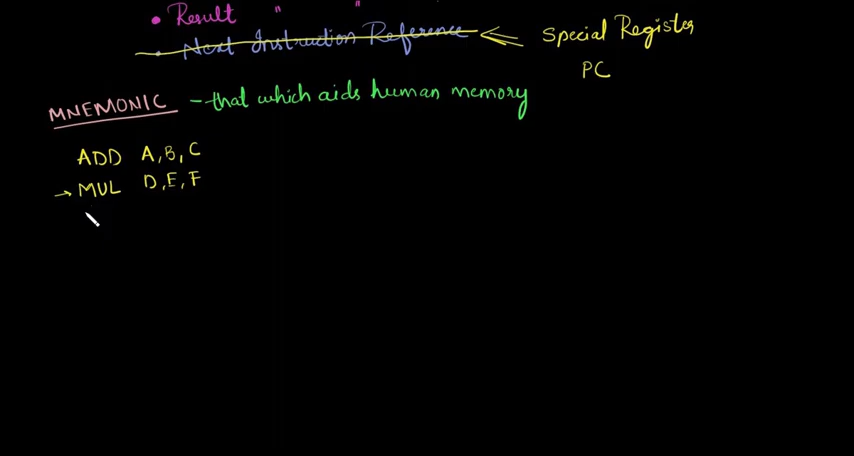 • Result " "
• Next Instruction Reference
Special Register
PC
MNEMONIC - that which aids human memory
ADD A, B, C
→ MUL D, E, F